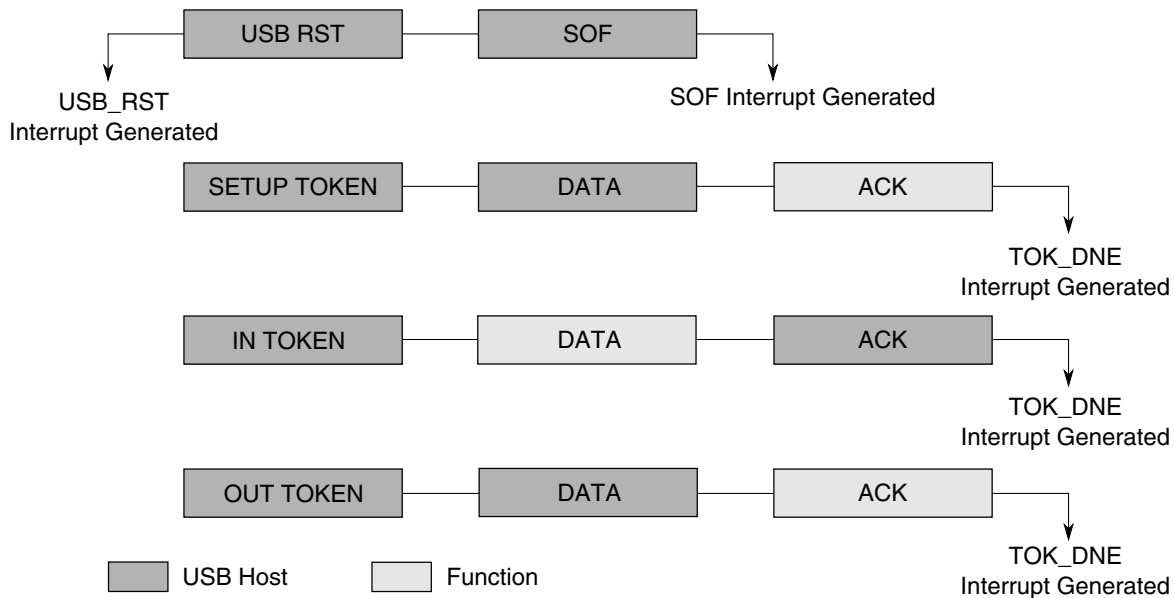 USB RST
SOF
USB_RST
Interrupt Generated
SOF Interrupt Generated
SETUP TOKEN
DATA
ACK
TOK_DNE
Interrupt Generated
IN TOKEN
DATA
ACK
TOK_DNE
Interrupt Generated
OUT TOKEN
DATA
ACK
TOK_DNE
Interrupt Generated
USB Host
Function